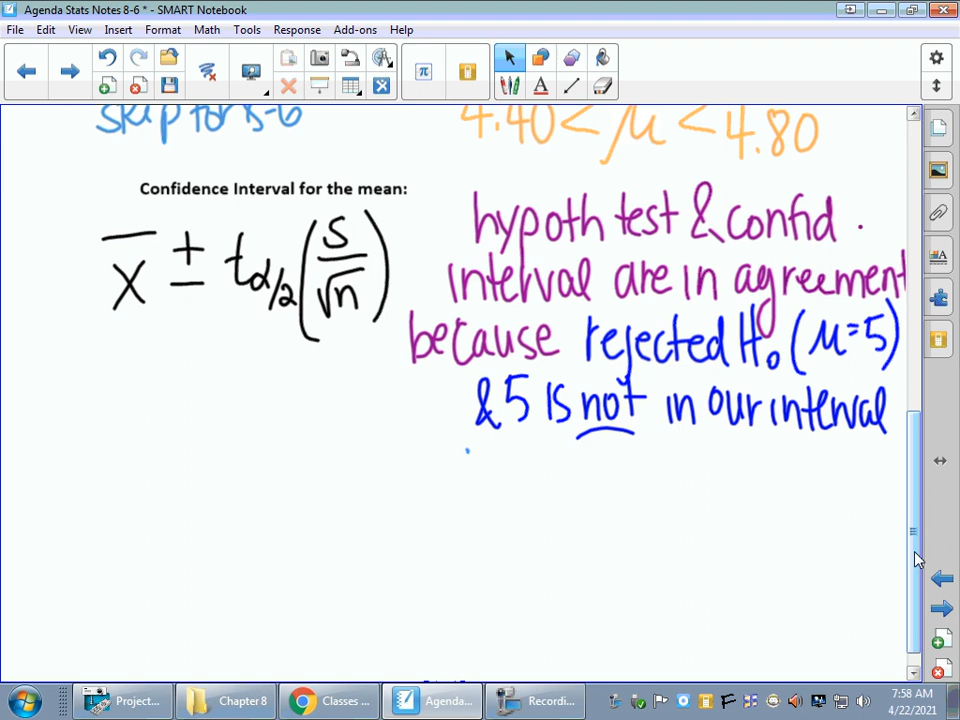 Agenda Stats Notes 8-6 * - SMART Notebook
File Edit View Insert Format Math Tools Response Add-ons Help
skip for 8-6
4.40 < μ < 4.80
Confidence Interval for the mean:
x̄ ± tα/2 (s/√n)
hypoth test & confid.
interval are in agreement
because rejected H₀ (μ=5)
& 5 is not in our interval
Project...
Chapter 8
Classes ...
Agenda...
Recordi...
7:58 AM
4/22/2021